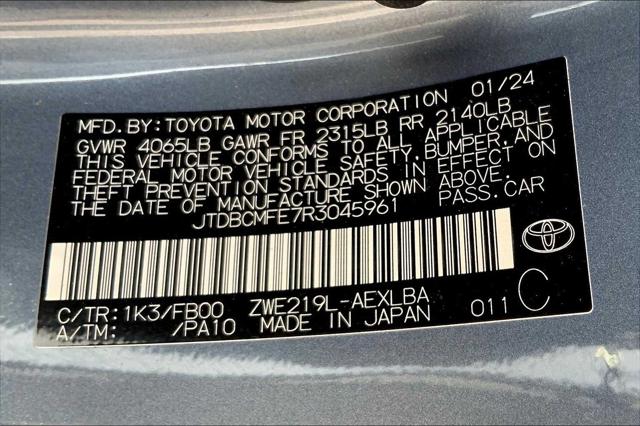 MFD. BY: TOYOTA MOTOR CORPORATION 01/24
GVWR 4065LB GAWR FR 2315LB RR 2140LB
THIS VEHICLE CONFORMS TO ALL APPLICABLE
FEDERAL MOTOR VEHICLE SAFETY, BUMPER, AND
THEFT PREVENTION STANDARDS IN EFFECT ON
THE DATE OF MANUFACTURE SHOWN ABOVE.
JTDBCMFE7R3045961 PASS. CAR
C/TR: 1K3/FB00 ZWE219L-AEXLBA
A/TM: /PA10 MADE IN JAPAN 011 C